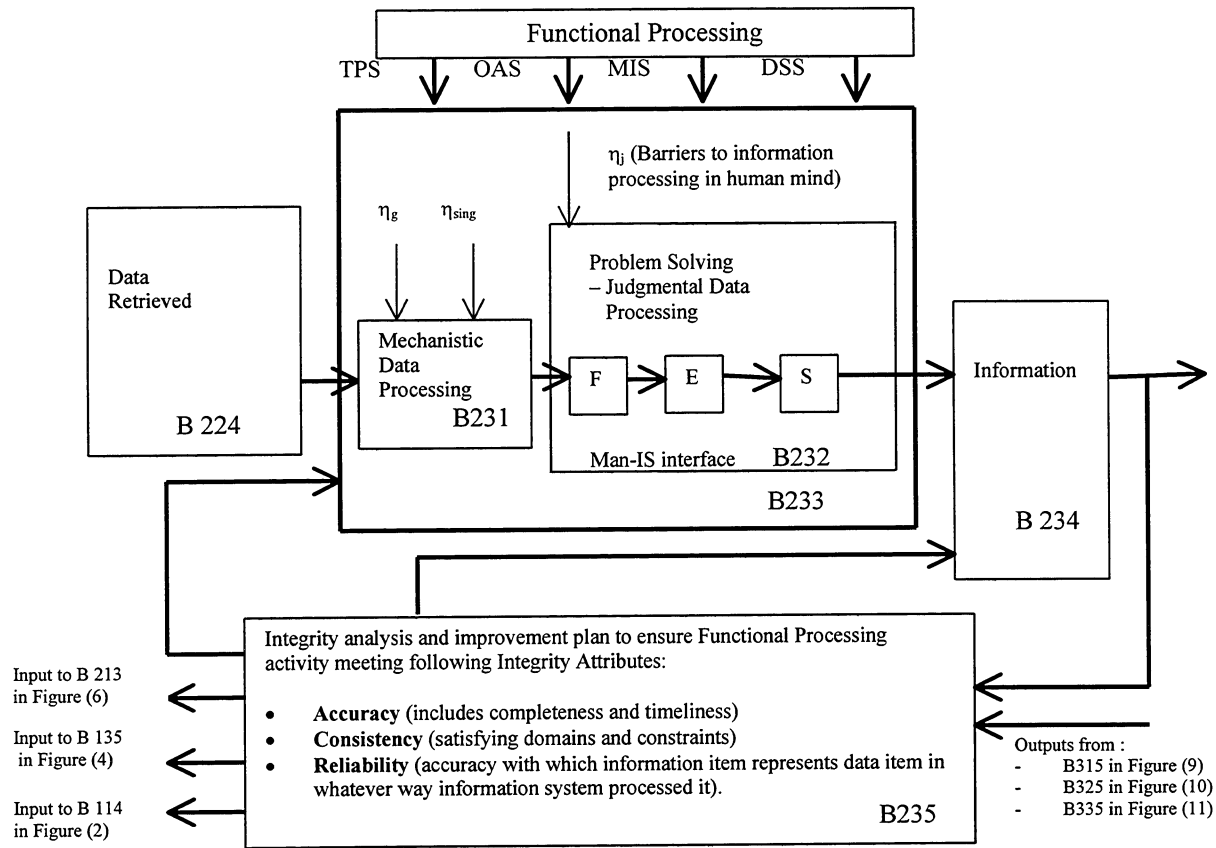 Functional Processing
TPS OAS MIS DSS
ηj (Barriers to information
processing in human mind)
ηg ηsing
Data
Retrieved
B 224
Mechanistic
Data
Processing
B231
Problem Solving
– Judgmental Data
Processing
F E S
Man-IS interface B232
B233
Information
B 234
Integrity analysis and improvement plan to ensure Functional Processing
activity meeting following Integrity Attributes:
• Accuracy (includes completeness and timeliness)
• Consistency (satisfying domains and constraints)
• Reliability (accuracy with which information item represents data item in
whatever way information system processed it).
B235
Input to B 213
in Figure (6)
Input to B 135
in Figure (4)
Input to B 114
in Figure (2)
Outputs from :
- B315 in Figure (9)
- B325 in Figure (10)
- B335 in Figure (11)